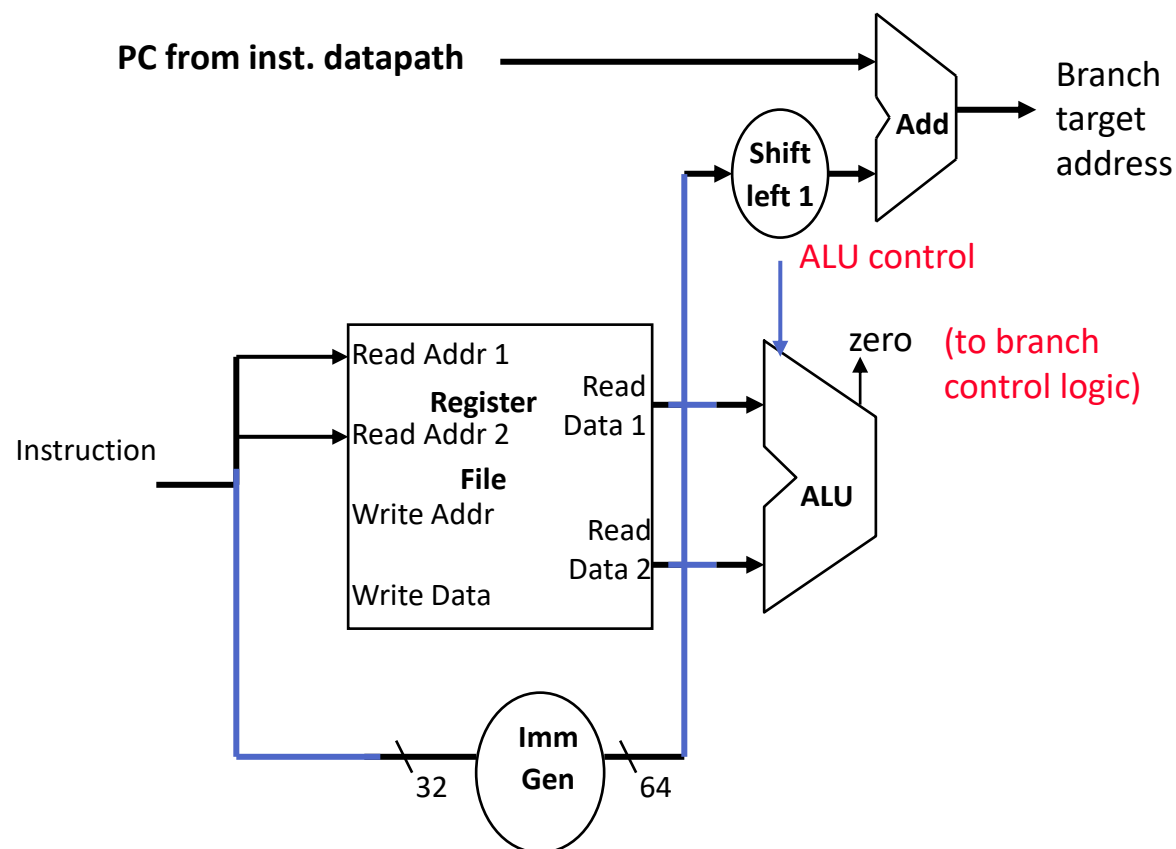 PC from inst. datapath
Add
Branch
target
address
Shift
left 1
ALU control
zero
(to branch
control logic)
Instruction
Read Addr 1
Register
Read Addr 2
File
Write Addr
Write Data
Read
Data 1
Read
Data 2
ALU
Imm
Gen
32
64